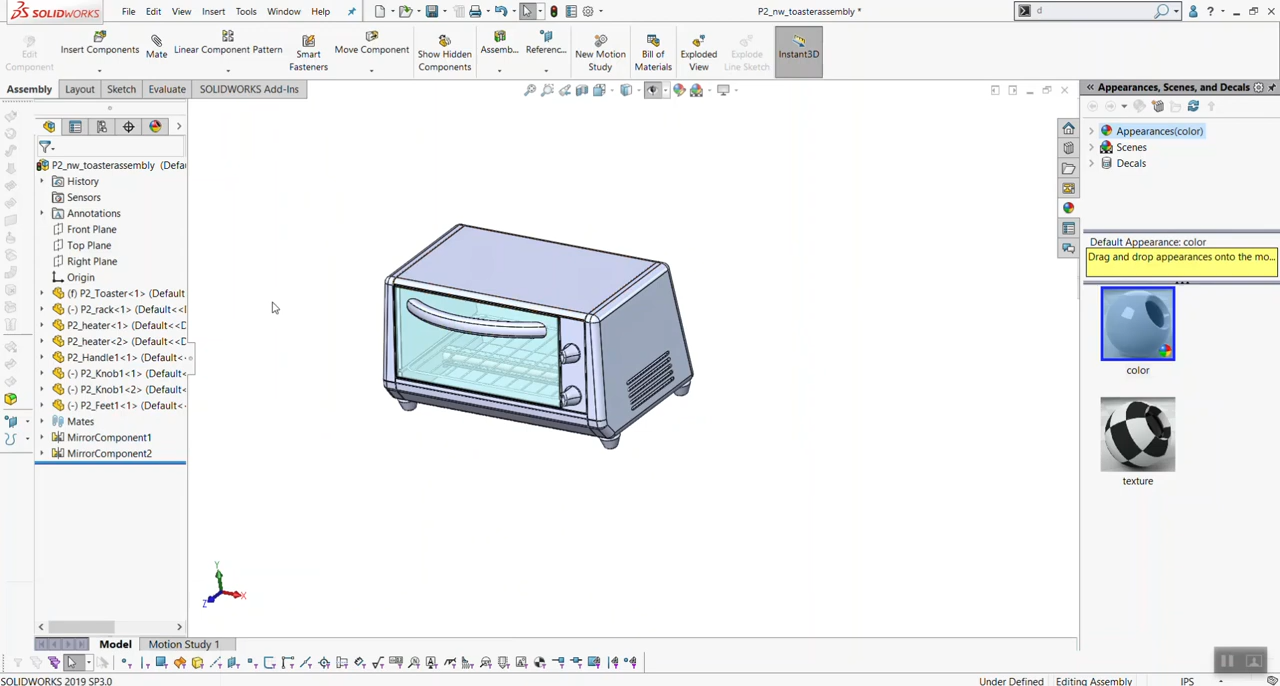 SOLIDWORKS File Edit View Insert Tools Window Help P2_nw_toasterassembly * d ?
Edit Component
Insert Components
Mate
Linear Component Pattern
Smart Fasteners
Move Component
Show Hidden Components
Assemb...
Referenc...
New Motion Study
Bill of Materials
Exploded View
Explode Line Sketch
Instant3D
Assembly Layout Sketch Evaluate SOLIDWORKS Add-Ins
P2_nw_toasterassembly (Defau
History
Sensors
Annotations
Front Plane
Top Plane
Right Plane
Origin
(f) P2_Toaster<1> (Default
(-) P2_rack<1> (Default<<I
P2_heater<1> (Default<<D
P2_heater<2> (Default<<D
P2_Handle1<1> (Default<
(-) P2_Knob1<1> (Default<
(-) P2_Knob1<2> (Default<
(-) P2_Feet1<1> (Default<
Mates
MirrorComponent1
MirrorComponent2
Y
X
Z
Appearances, Scenes, and Decals
Appearances(color)
Scenes
Decals
Default Appearance: color
Drag and drop appearances onto the mo...
color
texture
Model Motion Study 1
SOLIDWORKS 2019 SP3.0 Under Defined Editing Assembly IPS